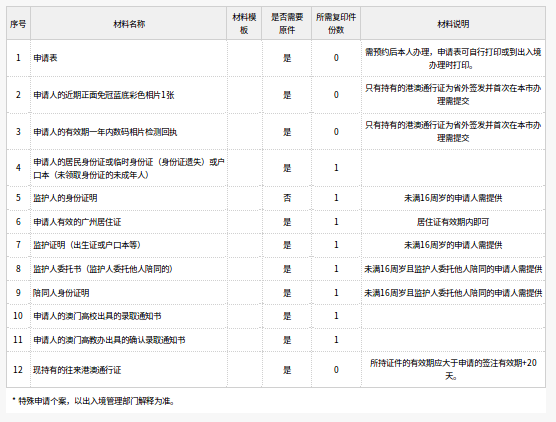 序号 材料名称 材料模板 是否需要原件 所需复印件份数 材料说明
1 申请表 是 0 需预约后本人办理，申请表可自行打印或到出入境办理时打印。
2 申请人的近期正面免冠蓝底彩色相片1张 是 0 只有持有的港澳通行证为省外签发并首次在本市办理需提交
3 申请人的有效期一年内数码相片检测回执 是 0 只有持有的港澳通行证为省外签发并首次在本市办理需提交
4 申请人的居民身份证或临时身份证（身份证遗失）或户口本（未领取身份证的未成年人） 是 1
5 监护人的身份证明 否 1 未满16周岁的申请人需提供
6 申请人有效的广州居住证 是 1 居住证有效期内即可
7 监护证明（出生证或户口本等） 是 1 未满16周岁的申请人需提供
8 监护人委托书（监护人委托他人陪同的） 是 1 未满16周岁且监护人委托他人陪同的申请人需提供
9 陪同人身份证明 是 1 未满16周岁且监护人委托他人陪同的申请人需提供
10 申请人的澳门高校出具的录取通知书 是 1
11 申请人的澳门高教办出具的确认录取通知书 是 1
12 现持有的往来港澳通行证 是 0 所持证件的有效期应大于申请的签注有效期+20天。
* 特殊申请个案，以出入境管理部门解释为准。